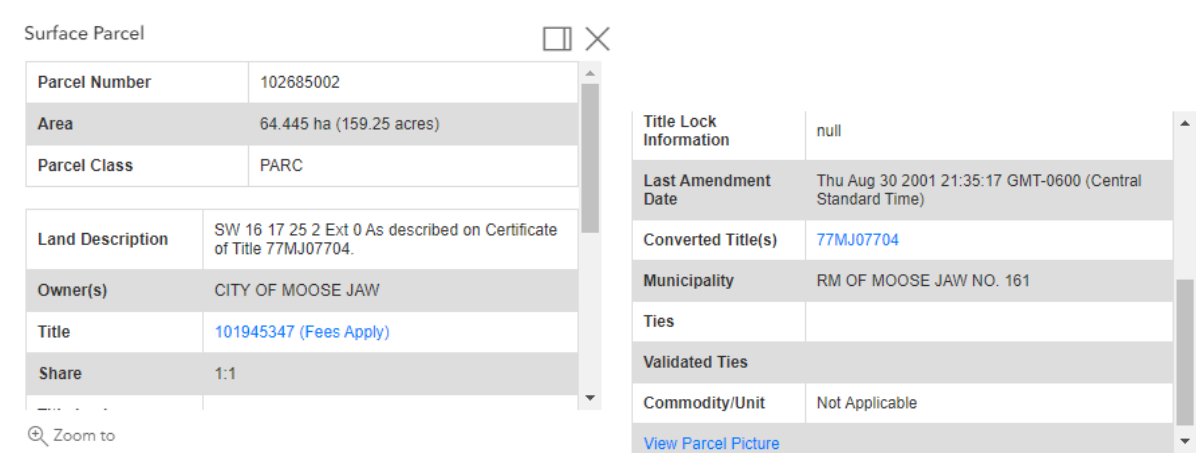 Surface Parcel
Parcel Number 102685002
Area 64.445 ha (159.25 acres)
Parcel Class PARC
Land Description SW 16 17 25 2 Ext 0 As described on Certificate
of Title 77MJ07704.
Owner(s) CITY OF MOOSE JAW
Title 101945347 (Fees Apply)
Share 1:1
Zoom to
Title Lock
Information null
Last Amendment Thu Aug 30 2001 21:35:17 GMT-0600 (Central
Date Standard Time)
Converted Title(s) 77MJ07704
Municipality RM OF MOOSE JAW NO. 161
Ties
Validated Ties
Commodity/Unit Not Applicable
View Parcel Picture